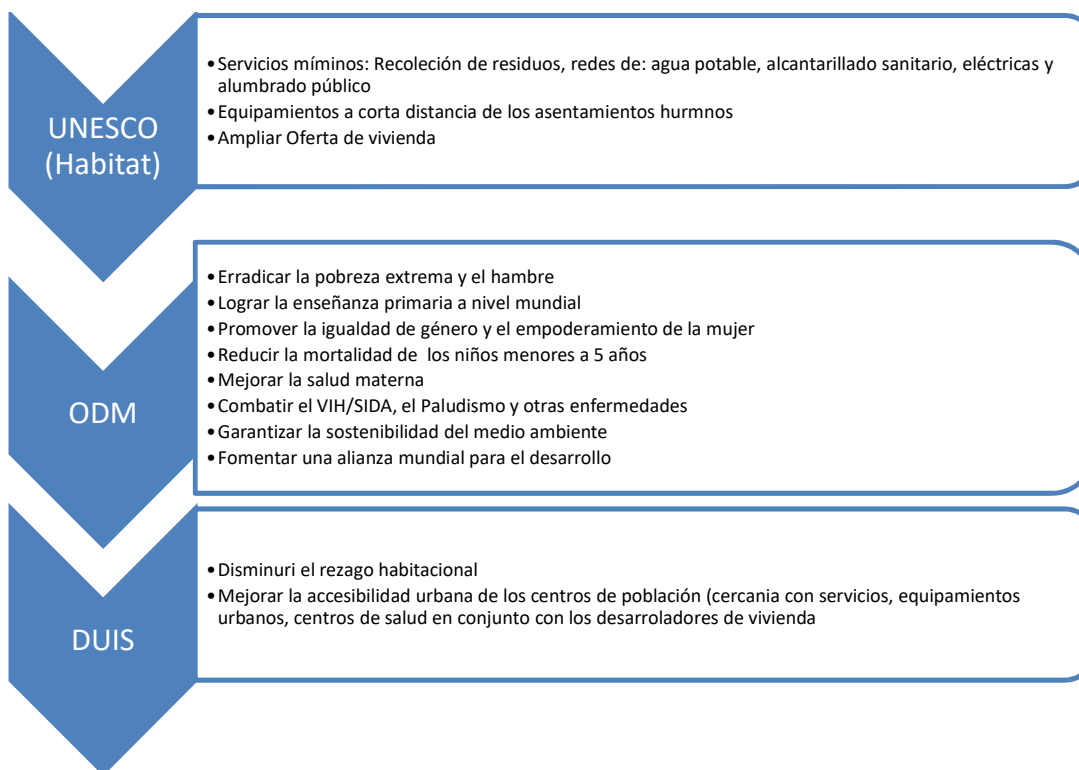 UNESCO
(Habitat)
•Servicios míminos: Recoleción de residuos, redes de: agua potable, alcantarillado sanitario, eléctricas y
alumbrado público
•Equipamientos a corta distancia de los asentamientos hurmnos
•Ampliar Oferta de vivienda
ODM
•Erradicar la pobreza extrema y el hambre
•Lograr la enseñanza primaria a nivel mundial
•Promover la igualdad de género y el empoderamiento de la mujer
•Reducir la mortalidad de los niños menores a 5 años
•Mejorar la salud materna
•Combatir el VIH/SIDA, el Paludismo y otras enfermedades
•Garantizar la sostenibilidad del medio ambiente
•Fomentar una alianza mundial para el desarrollo
DUIS
•Disminuri el rezago habitacional
•Mejorar la accesibilidad urbana de los centros de población (cercania con servicios, equipamientos
urbanos, centros de salud en conjunto con los desarroladores de vivienda